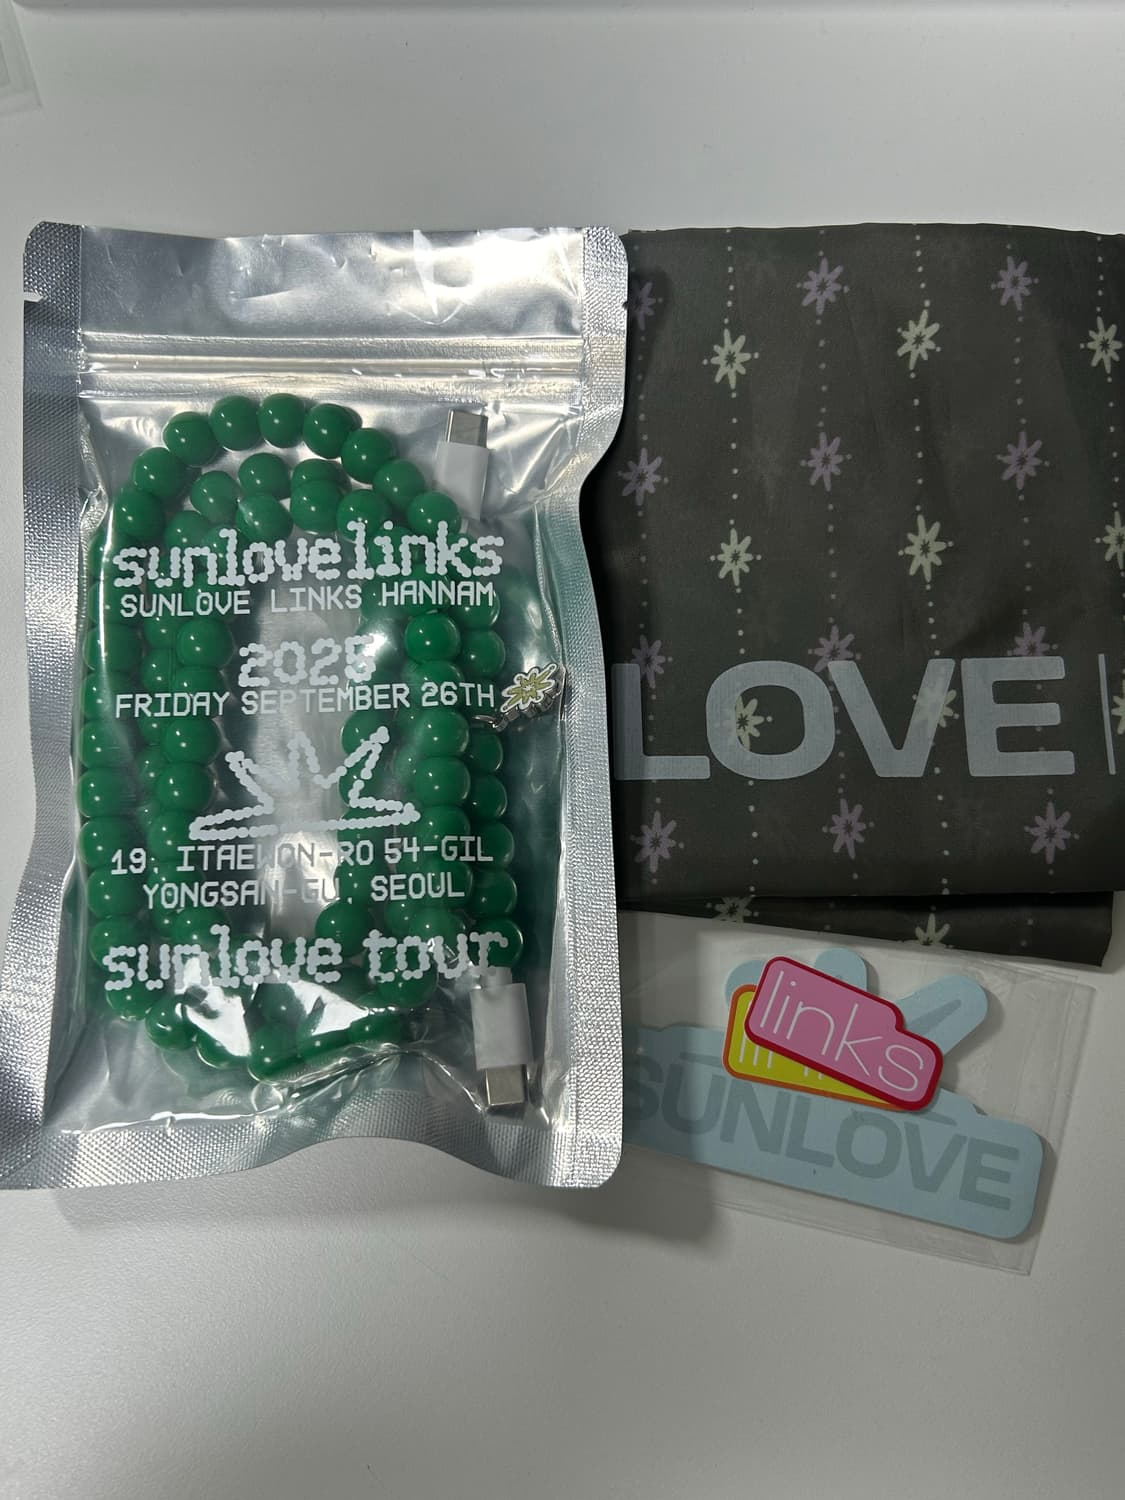 sunlovelinks
SUNLOVE LINKS HANNAM
2025
FRIDAY SEPTEMBER 26TH
19, ITAEWON-RO 54-GIL
YONGSAN-GU, SEOUL
sunlove tour
LOVE |
links
SUNLOVE